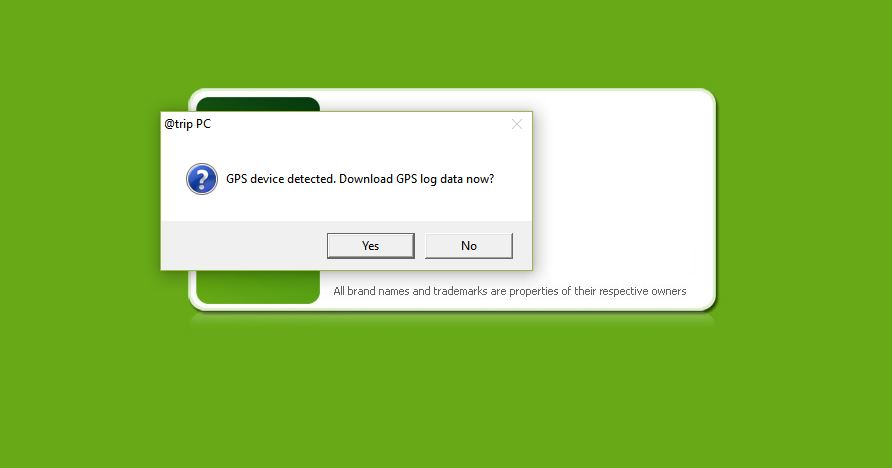 @trip PC
GPS device detected. Download GPS log data now?
Yes
No
All brand names and trademarks are properties of their respective owners